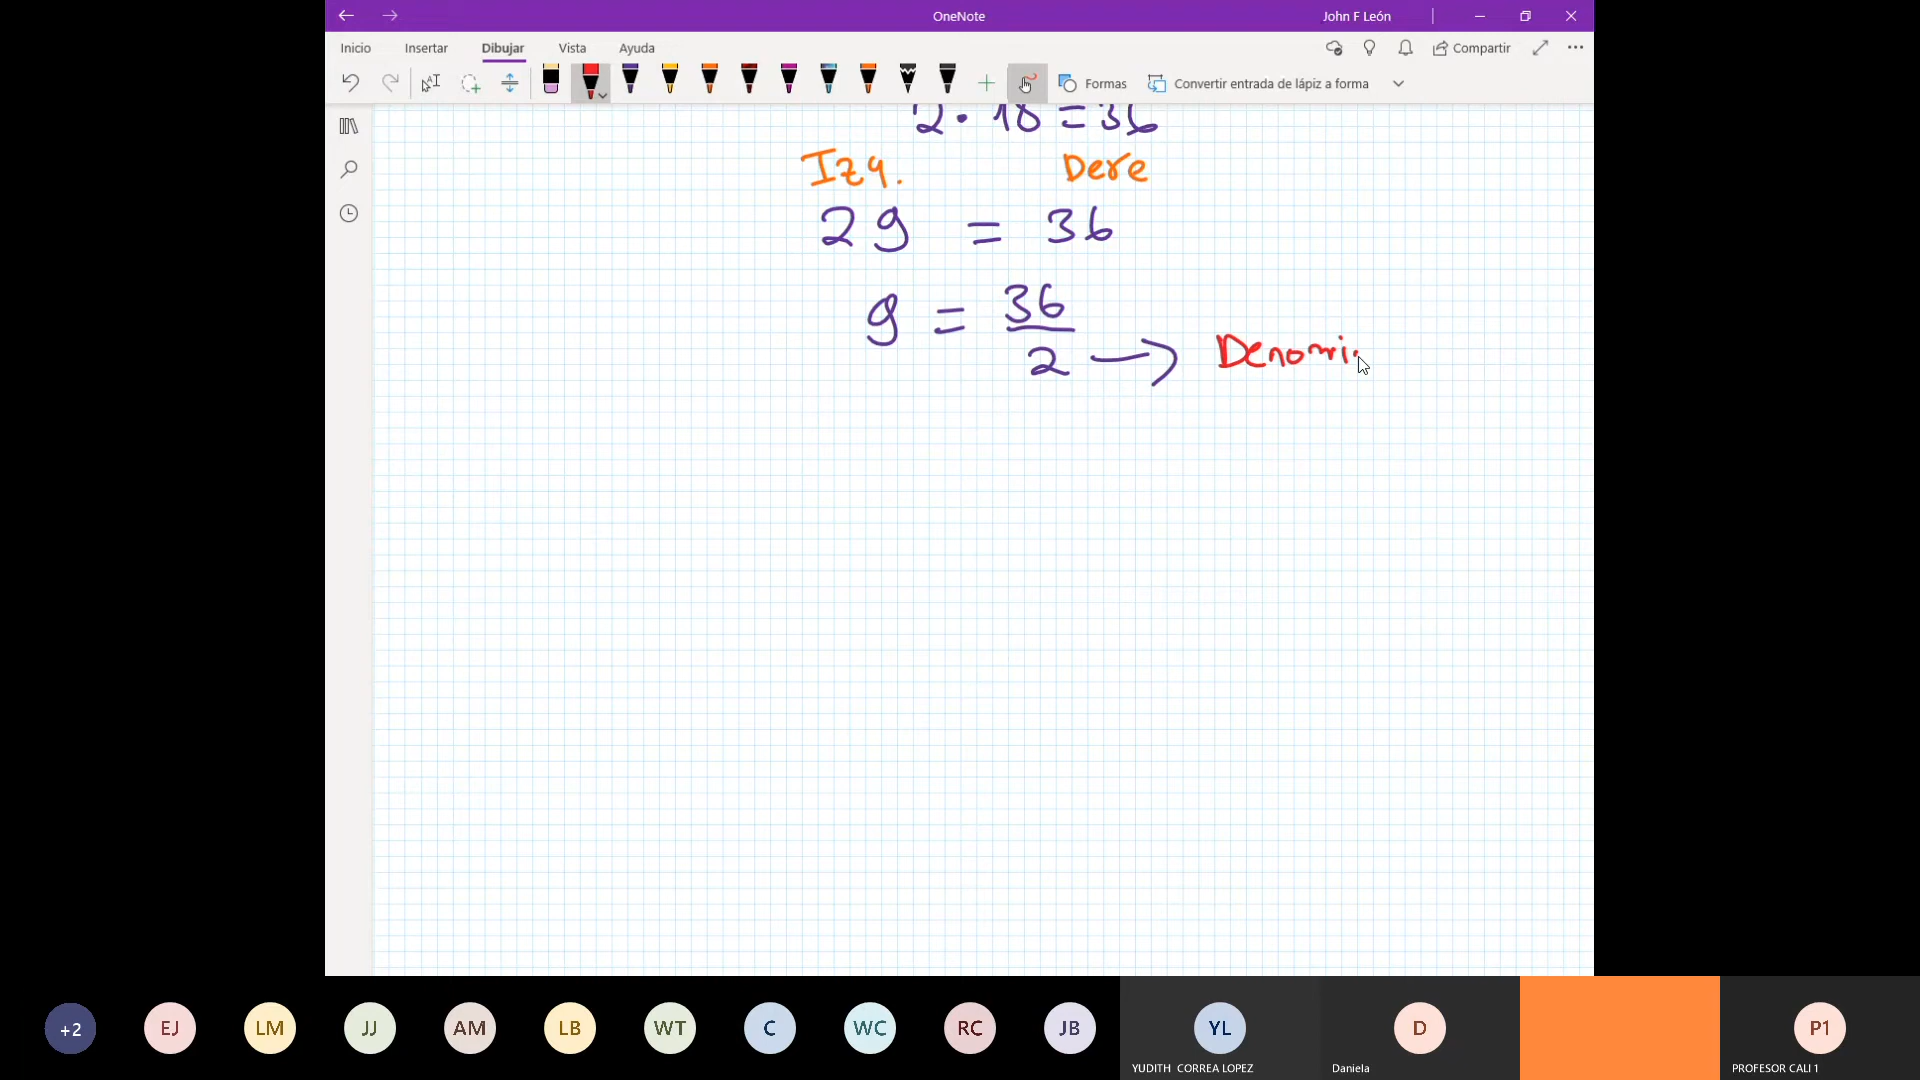 OneNote
John F León
Inicio Insertar Dibujar Vista Ayuda
Compartir
Formas
Convertir entrada de lápiz a forma
2 · 18 = 36
Izq. Dere
2 g = 36
g = 36
2 → Denomi
+2 EJ LM JJ AM LB WT C WC RC JB YL D P1
YUDITH CORREA LOPEZ Daniela PROFESOR CALI 1